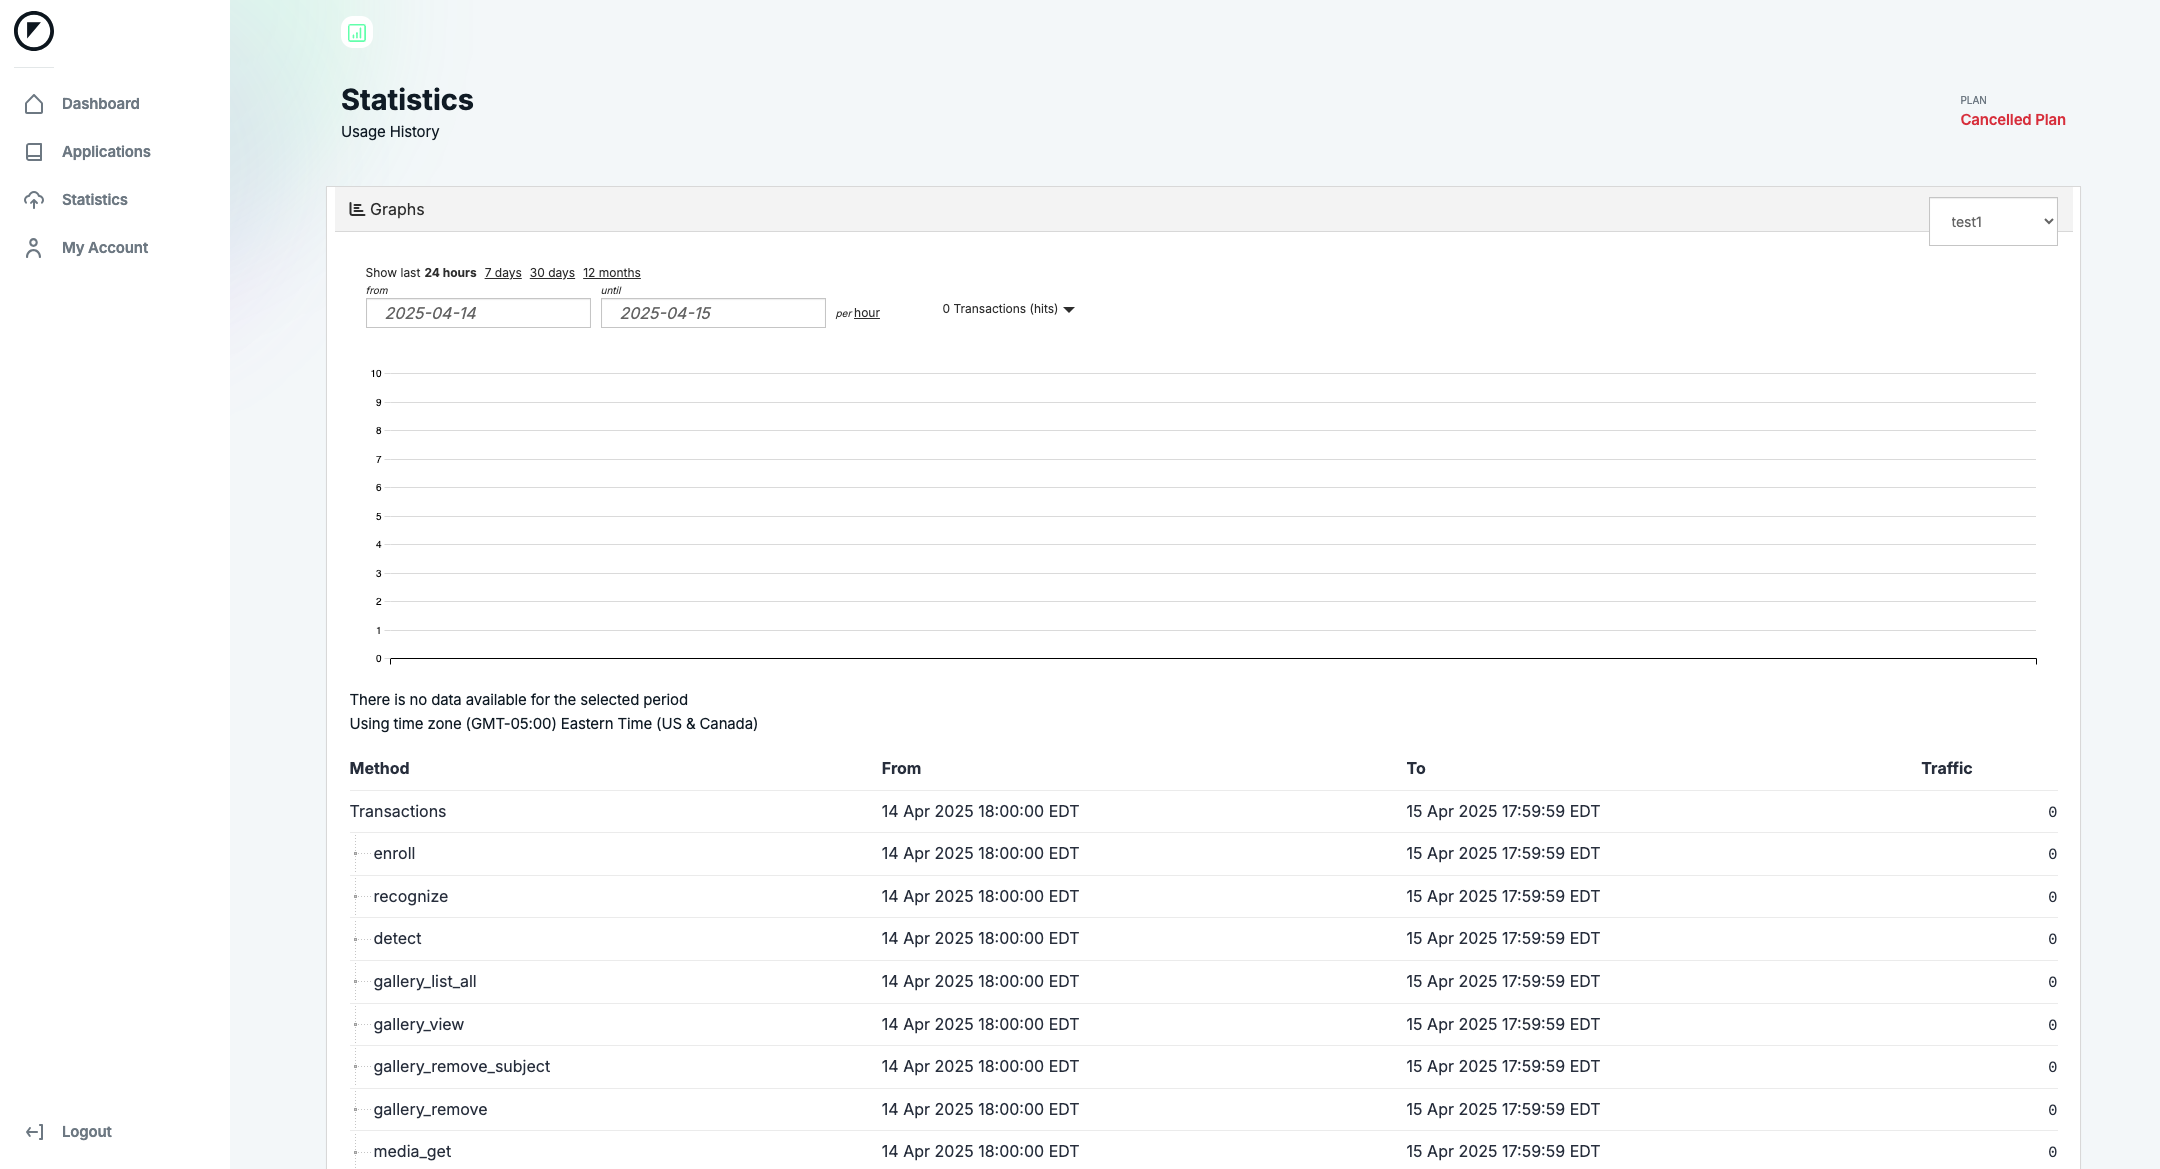 Dashboard
Applications
Statistics
My Account
Logout
Statistics
Usage History
PLAN
Cancelled Plan
Graphs
test1
Show last 24 hours 7 days 30 days 12 months
from until
2025-04-14 2025-04-15 per hour 0 Transactions (hits)
10
9
8
7
6
5
4
3
2
1
0
There is no data available for the selected period
Using time zone (GMT-05:00) Eastern Time (US & Canada)
Method From To Traffic
Transactions 14 Apr 2025 18:00:00 EDT 15 Apr 2025 17:59:59 EDT 0
enroll 14 Apr 2025 18:00:00 EDT 15 Apr 2025 17:59:59 EDT 0
recognize 14 Apr 2025 18:00:00 EDT 15 Apr 2025 17:59:59 EDT 0
detect 14 Apr 2025 18:00:00 EDT 15 Apr 2025 17:59:59 EDT 0
gallery_list_all 14 Apr 2025 18:00:00 EDT 15 Apr 2025 17:59:59 EDT 0
gallery_view 14 Apr 2025 18:00:00 EDT 15 Apr 2025 17:59:59 EDT 0
gallery_remove_subject 14 Apr 2025 18:00:00 EDT 15 Apr 2025 17:59:59 EDT 0
gallery_remove 14 Apr 2025 18:00:00 EDT 15 Apr 2025 17:59:59 EDT 0
media_get 14 Apr 2025 18:00:00 EDT 15 Apr 2025 17:59:59 EDT 0